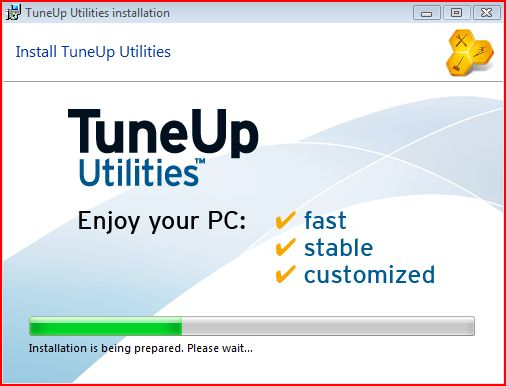 TuneUp Utilities installation
Install TuneUp Utilities
TuneUp
Utilities™
Enjoy your PC: ✔ fast
✔ stable
✔ customized
Installation is being prepared. Please wait...